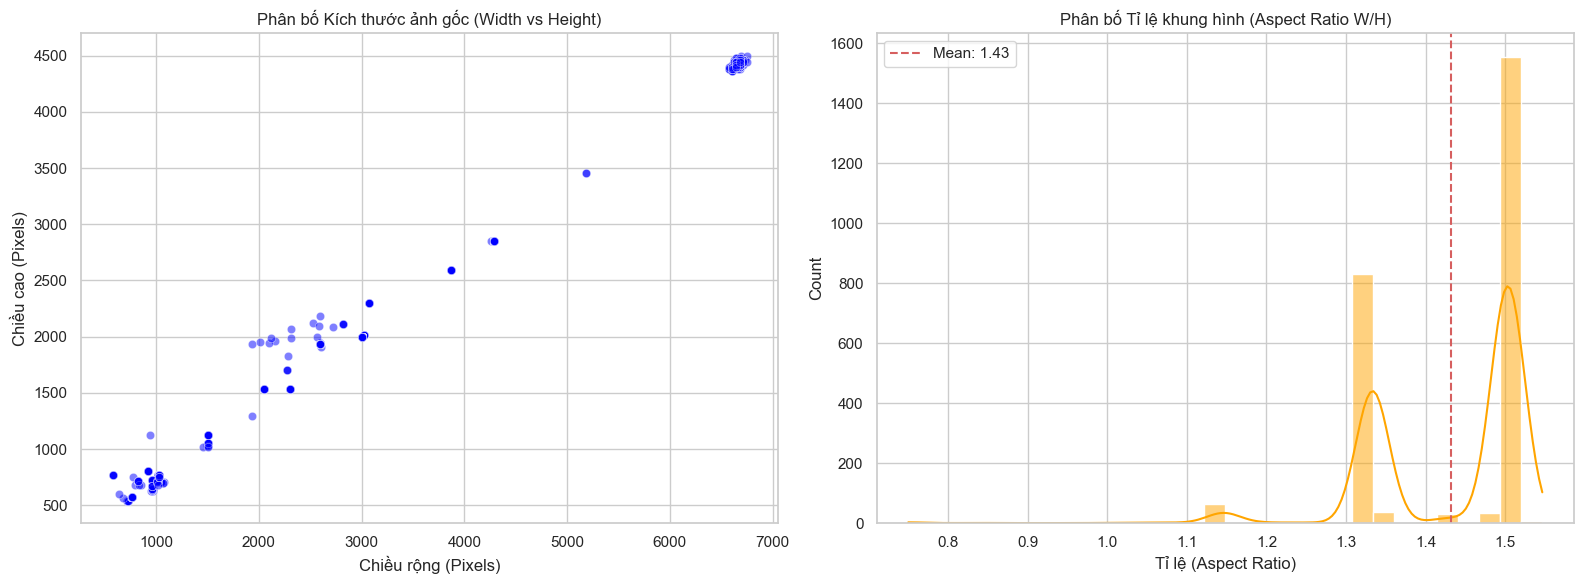 Phân bố Kích thước ảnh gốc (Width vs Height)
4500
4000
3500
3000
2500
2000
1500
1000
500
Chiều cao (Pixels)
1000 2000 3000 4000 5000 6000 7000
Chiều rộng (Pixels)
Phân bố Tỉ lệ khung hình (Aspect Ratio W/H)
Mean: 1.43
1600
1400
1200
1000
800
600
400
200
0
Count
0.8 0.9 1.0 1.1 1.2 1.3 1.4 1.5
Tỉ lệ (Aspect Ratio)